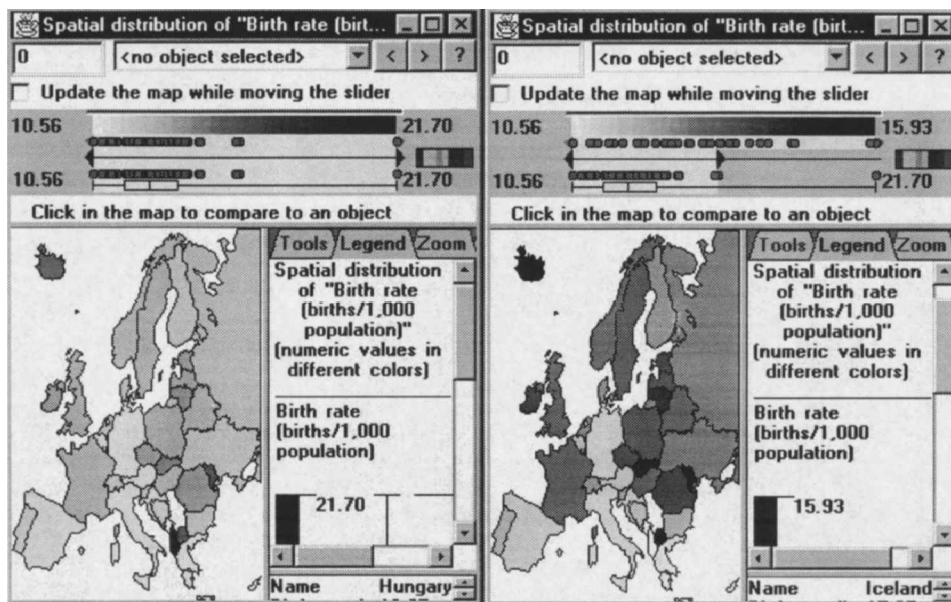 Spatial distribution of "Birth rate (birt...
0
<no object selected>
< > ?
Update the map while moving the slider
10.56
21.70
10.56
21.70
Click in the map to compare to an object
Tools Legend Zoom
Spatial distribution
of "Birth rate
(births/1,000
population)"
(numeric values in
different colors)
Birth rate
(births/1,000
population)
21.70
Name Hungary
Spatial distribution of "Birth rate (birt...
0
<no object selected>
< > ?
Update the map while moving the slider
10.56
15.93
10.56
21.70
Click in the map to compare to an object
Tools Legend Zoom
Spatial distribution
of "Birth rate
(births/1,000
population)"
(numeric values in
different colors)
Birth rate
(births/1,000
population)
15.93
Name Iceland